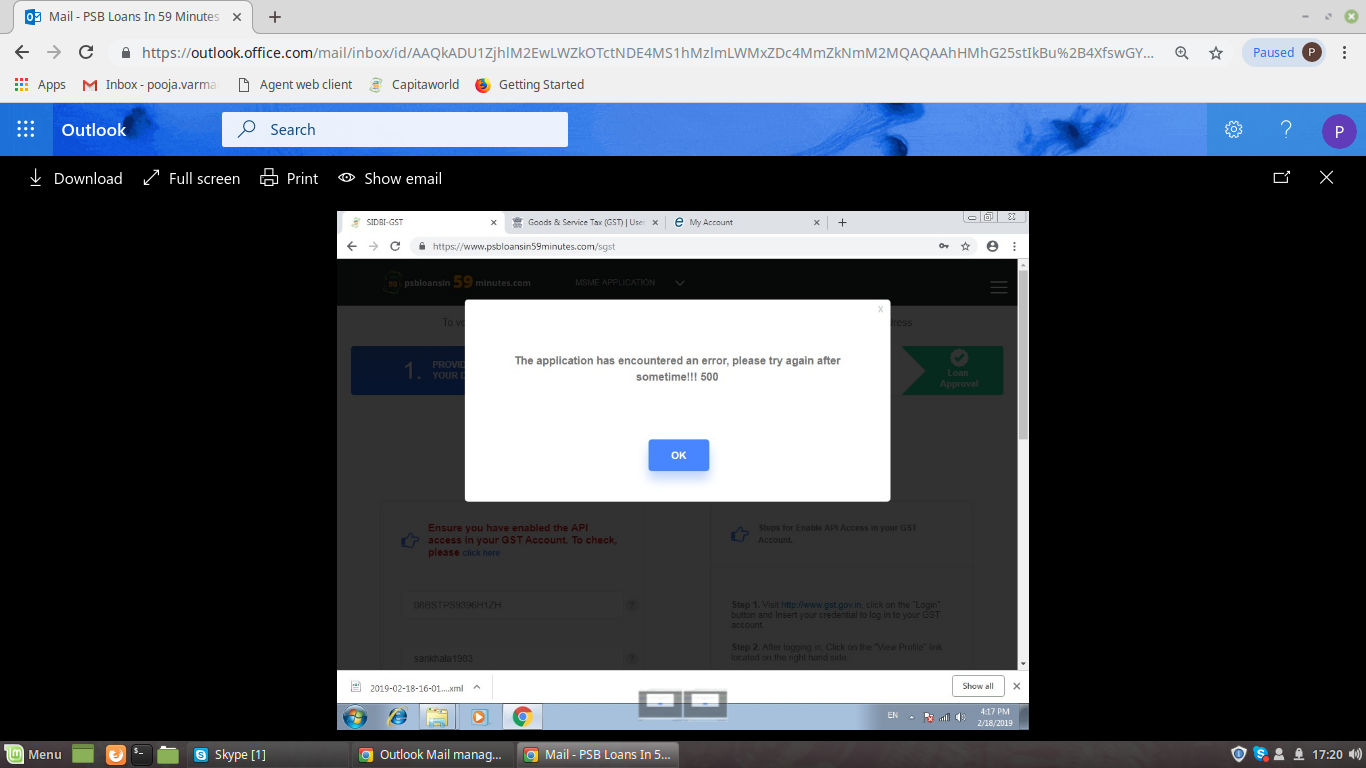 Mail - PSB Loans In 59 Minutes
https://outlook.office.com/mail/inbox/id/AAQkADU1ZjhlM2EwLWZkOTctNDE4MS1hMzlmLWMxZDc4MmZkNmM2MQAQAAhHMhG25stIkBu%2B4XfswGY...
Paused P
Apps Inbox - pooja.varma Agent web client Capitaworld Getting Started
Outlook Search ? P
Download Full screen Print Show email
SIDBI-GST Goods & Service Tax (GST) | User My Account
https://www.psbloansin59minutes.com/sgst
59 psbloansin 59 minutes.com MSME APPLICATION
X
The application has encountered an error, please try again after
sometime!!! 500
OK
1. PROVID
YOUR D
Loan
Approval
Ensure you have enabled the API
access in your GST Account. To check,
please click here
06BSTPS9396H1ZH ?
sankhala1993 ?
Steps for Enable API Access in your GST
Account.
Step 1. Visit http://www.gst.gov.in, click on the "Login"
button and Insert your credential to log in to your GST
account
Step 2. After logging in, Click on the "View Profile" link
located on the right hand side.
2019-02-18-16-01....xml Show all
EN 4:17 PM
2/18/2019
Menu Skype [1] Outlook Mail manag... Mail - PSB Loans In 5... 17:20